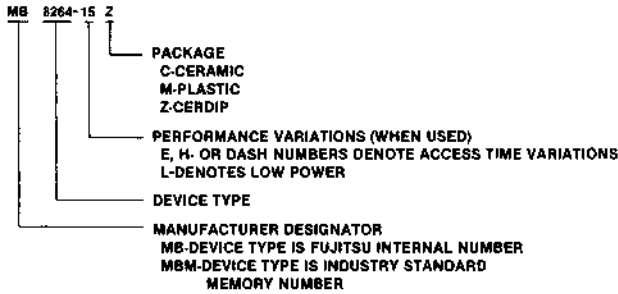 MB 8264-15 Z
PACKAGE
C-CERAMIC
M-PLASTIC
Z-CERDIP
PERFORMANCE VARIATIONS (WHEN USED)
E, H- OR DASH NUMBERS DENOTE ACCESS TIME VARIATIONS
L-DENOTES LOW POWER
DEVICE TYPE
MANUFACTURER DESIGNATOR
MB-DEVICE TYPE IS FUJITSU INTERNAL NUMBER
MBM-DEVICE TYPE IS INDUSTRY STANDARD
MEMORY NUMBER